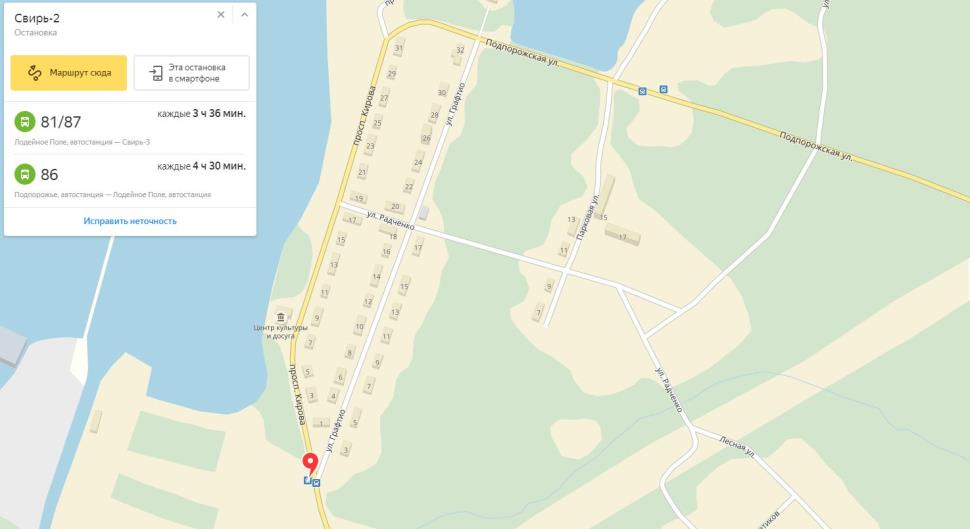 Свирь-2
Остановка
Маршрут сюда
Эта остановка
в смартфоне
81/87
каждые 3 ч 36 мин.
Лодейное Поле, автостанция — Свирь-3
86
каждые 4 ч 30 мин.
Подпорожье, автостанция — Лодейное Поле, автостанция
Исправить неточность
31
32
Подпорожская ул.
29
30
27
ул. Графтио
28
просп. Кирова
25
26
23
24
Подпорожская ул.
21
22
19
20
17
ул. Радченко
18
15
16
17
13
Парковая ул.
15
17
11
13
14
15
9
11
12
13
7
Центр культуры
и досуга
9
10
11
7
8
9
5
6
7
просп. Кирова
3
4
ул. Радченко
1
ул. Графтио
5
3
Лесная ул.